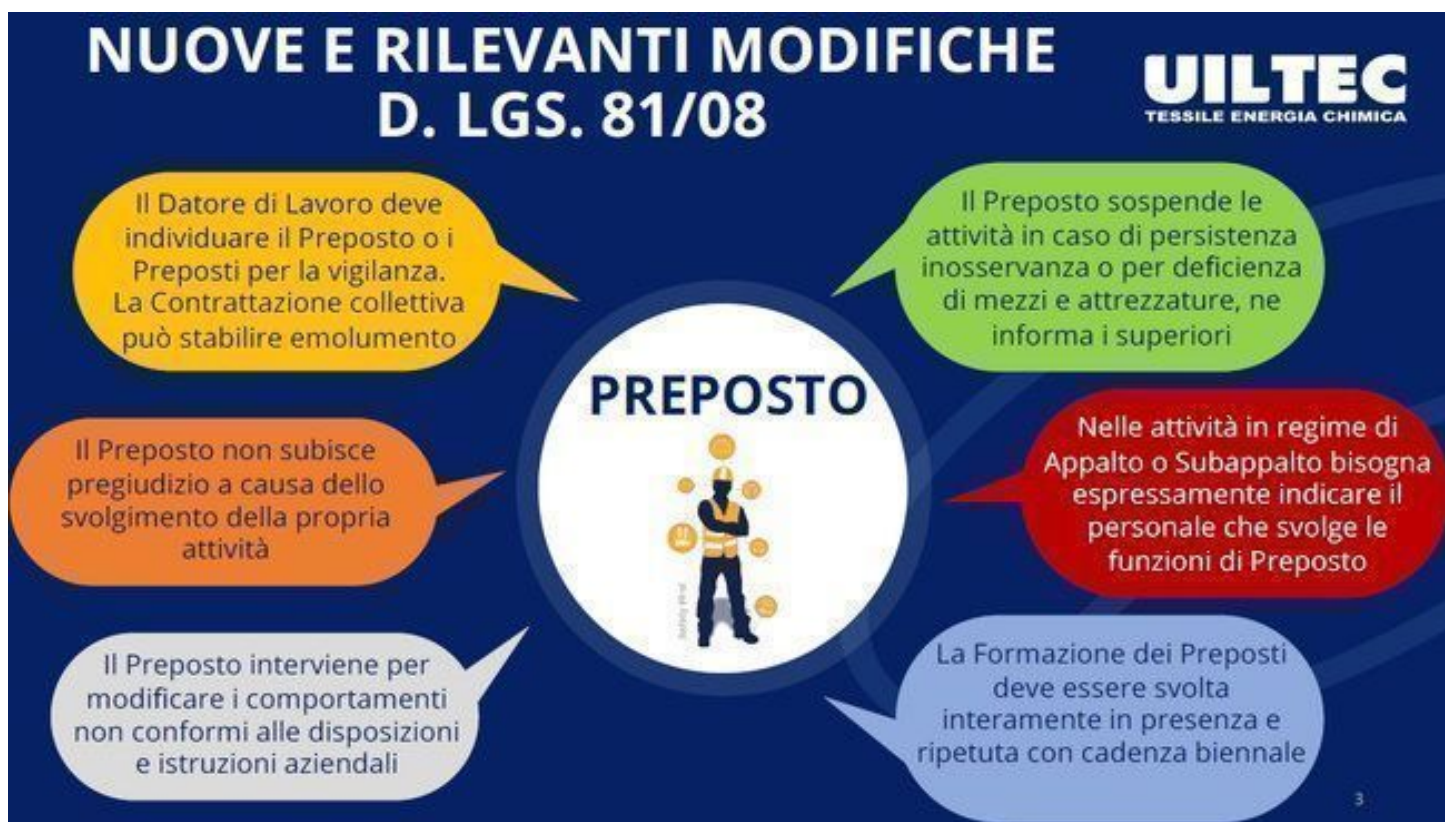 NUOVE E RILEVANTI MODIFICHE
D. LGS. 81/08
UILTEC
TESSILE ENERGIA CHIMICA
Il Datore di Lavoro deve
individuare il Preposto o i
Preposti per la vigilanza.
La Contrattazione collettiva
può stabilire emolumento
Il Preposto non subisce
pregiudizio a causa dello
svolgimento della propria
attività
Il Preposto interviene per
modificare i comportamenti
non conformi alle disposizioni
e istruzioni aziendali
PREPOSTO
Il Preposto sospende le
attività in caso di persistenza
inosservanza o per deficienza
di mezzi e attrezzature, ne
informa i superiori
Nelle attività in regime di
Appalto o Subappalto bisogna
espressamente indicare il
personale che svolge le
funzioni di Preposto
La Formazione dei Preposti
deve essere svolta
interamente in presenza e
ripetuta con cadenza biennale
3